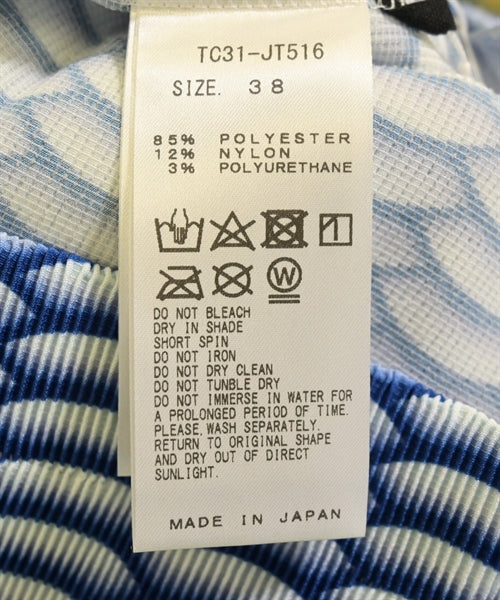 TC31-JT516
SIZE. 38
85% POLYESTER
12% NYLON
3% POLYURETHANE
W
DO NOT BLEACH
DRY IN SHADE
SHORT SPIN
DO NOT IRON
DO NOT DRY CLEAN
DO NOT TUMBLE DRY
DO NOT IMMERSE IN WATER FOR
A PROLONGED PERIOD OF TIME.
PLEASE,WASH SEPARATELY.
RETURN TO ORIGINAL SHAPE
AND DRY OUT OF DIRECT
SUNLIGHT.
MADE IN JAPAN